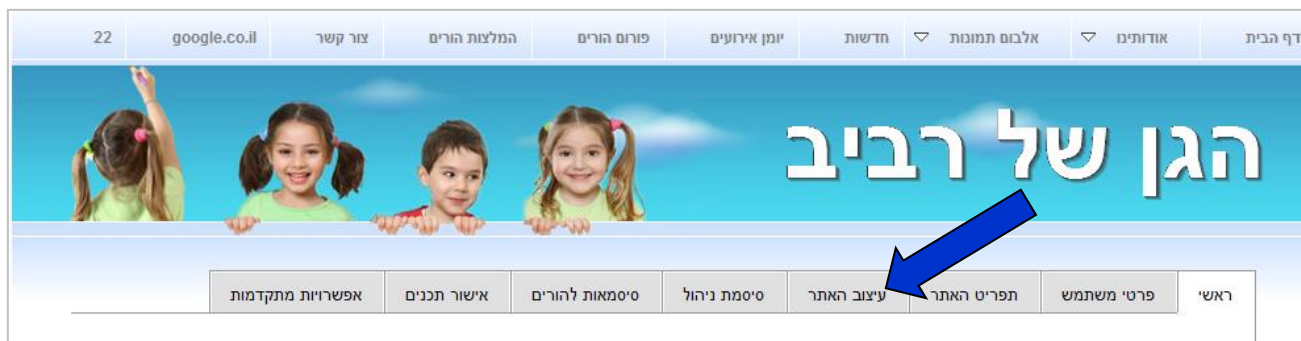 דף הבית אודותינו אלבום תמונות חדשות יומן אירועים פורום הורים המלצות הורים צור קשר google.co.il 22
הגן של רביב
ראשי פרטי משתמש תפריט האתר עיצוב האתר סיסמת ניהול סיסמאות להורים אישור תכנים אפשרויות מתקדמות